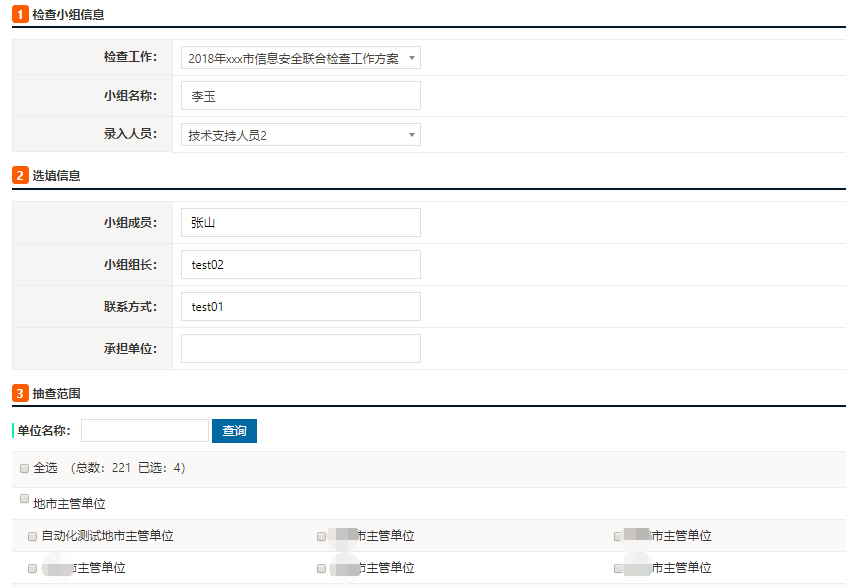 1 检查小组信息
检查工作： 2018年xxx市信息安全联合检查工作方案
小组名称： 李玉
录入人员： 技术支持人员2
2 选填信息
小组成员： 张山
小组组长： test02
联系方式： test01
承担单位：
3 抽查范围
单位名称： 查询
全选 （总数：221 已选：4）
地市主管单位
自动化测试地市主管单位 市主管单位 市主管单位
市主管单位 市主管单位 市主管单位